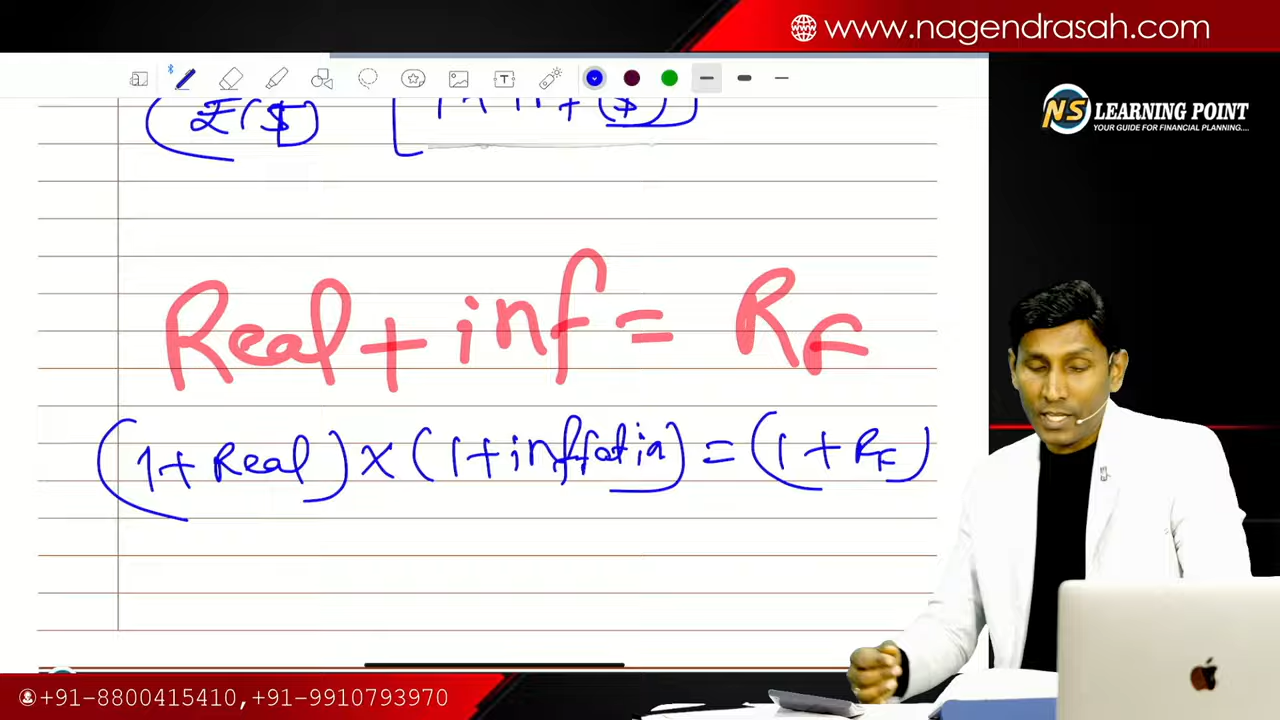 www.nagendrasah.com
NS LEARNING POINT
YOUR GUIDE FOR FINANCIAL PLANNING....
T
($)
Real + inf = RF
(1 + Real) × (1 + inflatin) = (1 + RF)
+91-8800415410,+91-9910793970